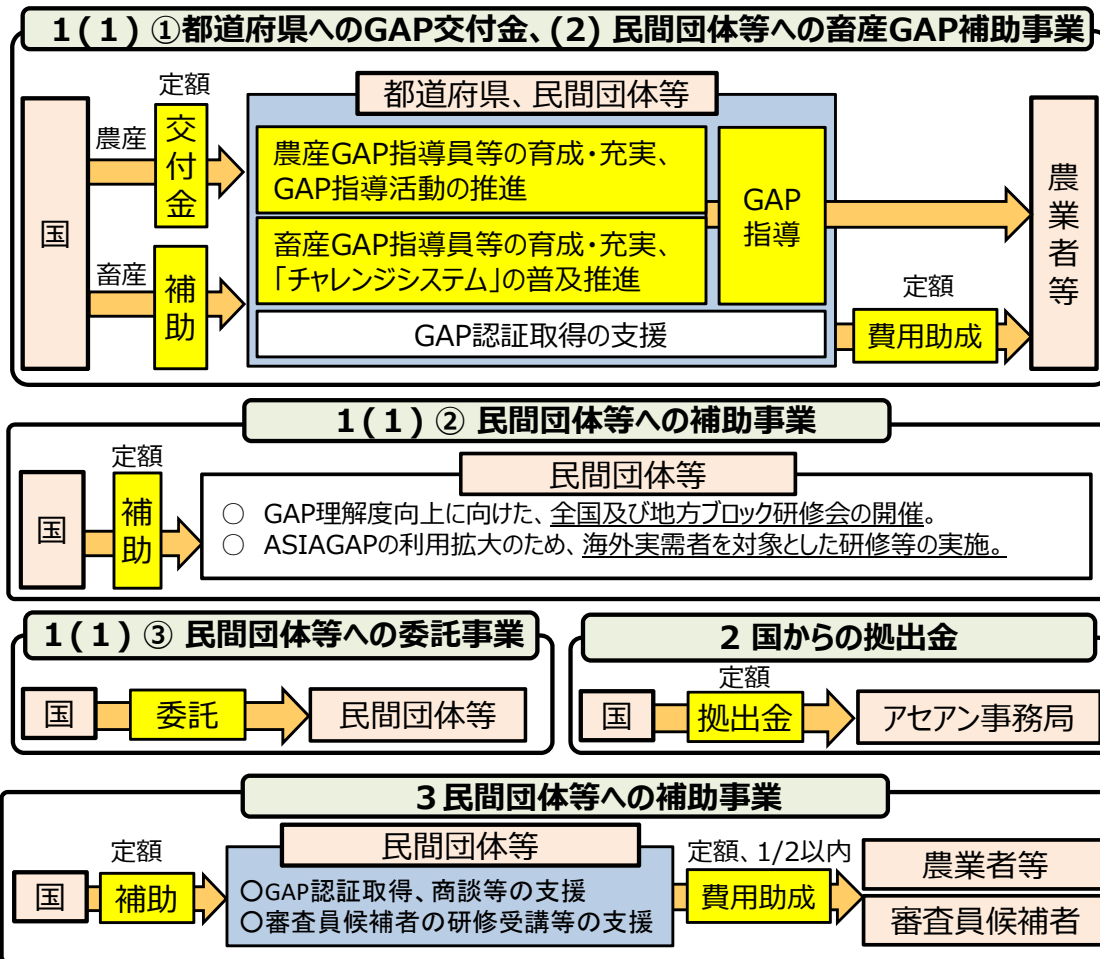 1(1) ①都道府県へのGAP交付金、(2) 民間団体等への畜産GAP補助事業
国
農産
定額
交付金
畜産
補助
都道府県、民間団体等
農産GAP指導員等の育成・充実、
GAP指導活動の推進
畜産GAP指導員等の育成・充実、
「チャレンジシステム」の普及推進
GAP
指導
GAP認証取得の支援
定額
費用助成
農業者等
1(1) ② 民間団体等への補助事業
国
定額
補助
民間団体等
○ GAP理解度向上に向けた、全国及び地方ブロック研修会の開催。
○ ASIAGAPの利用拡大のため、海外実需者を対象とした研修等の実施。
1(1) ③ 民間団体等への委託事業
国
委託
民間団体等
2 国からの拠出金
国
定額
拠出金
アセアン事務局
3 民間団体等への補助事業
国
定額
補助
民間団体等
○GAP認証取得、商談等の支援
○審査員候補者の研修受講等の支援
定額、1/2以内
費用助成
農業者等
審査員候補者